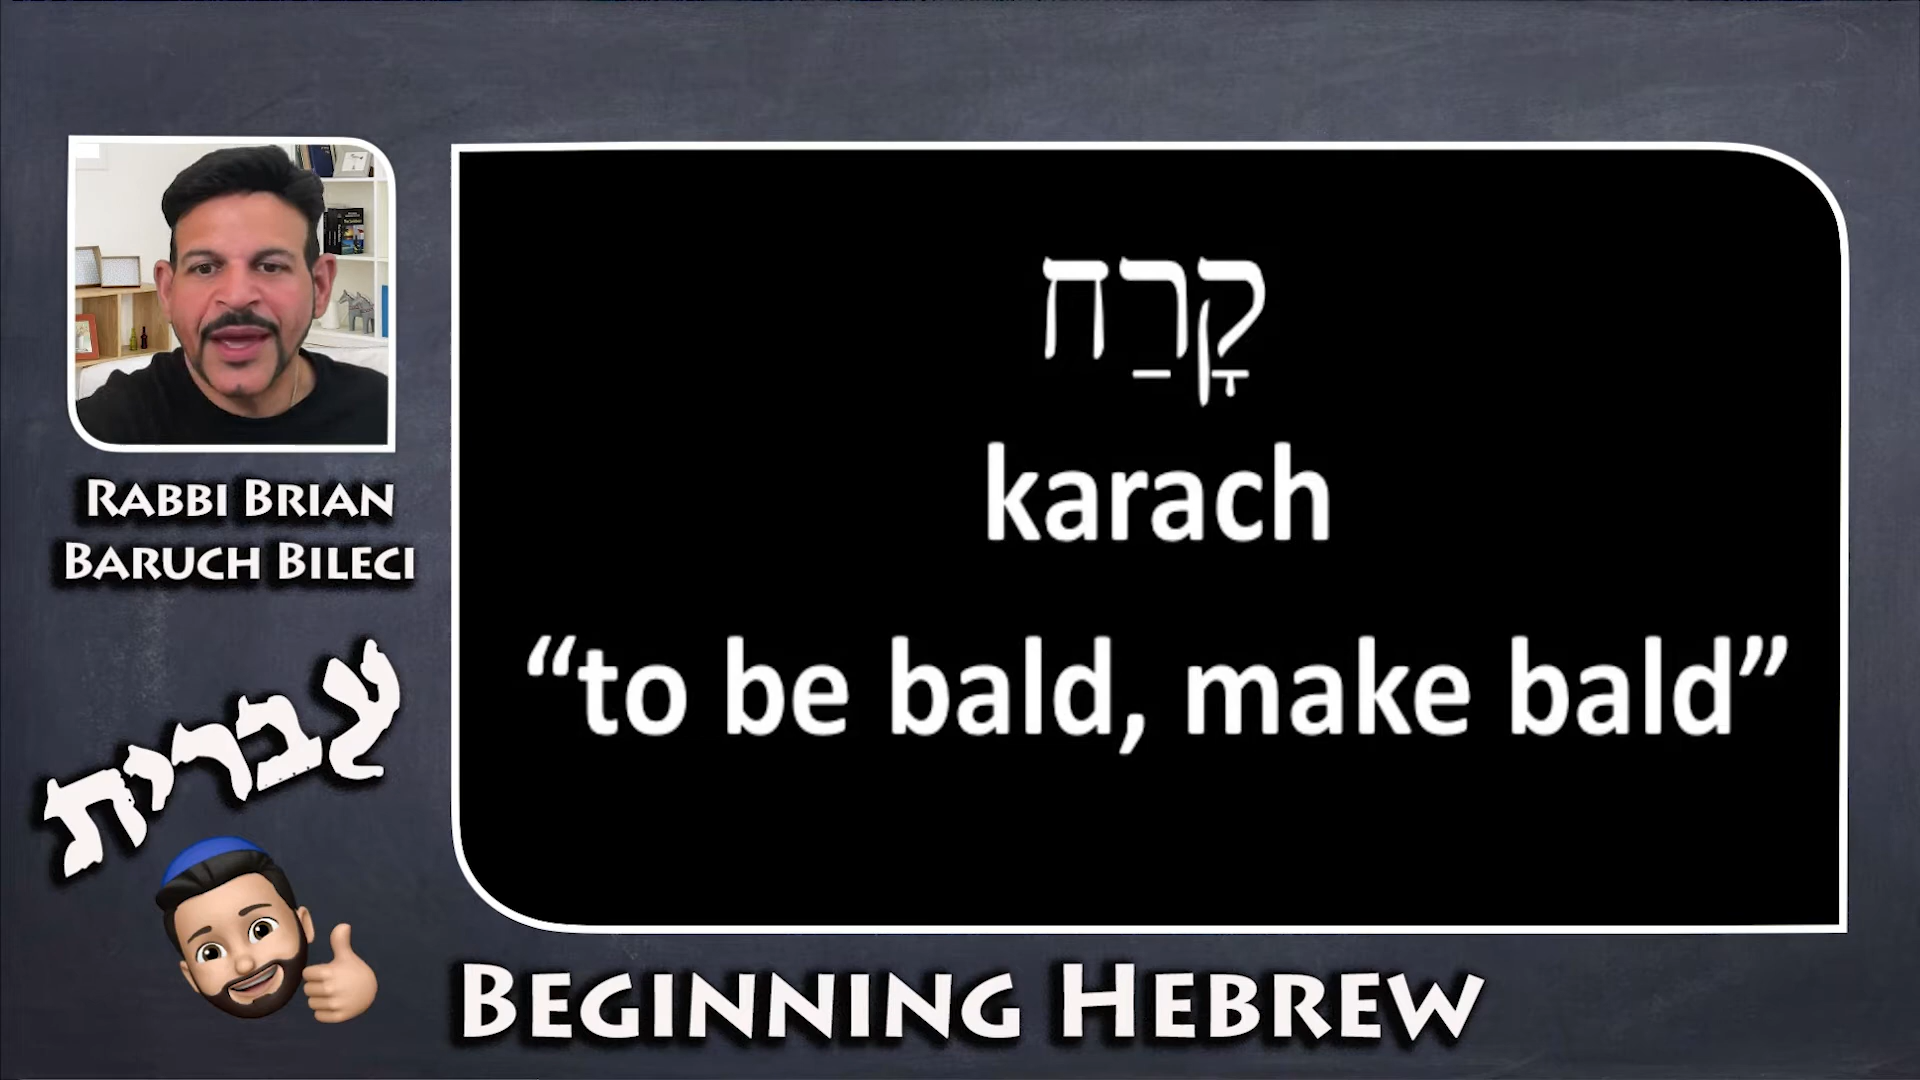 RABBI BRIAN
BARUCH BILECI
עברית
קָרַח
karach
“to be bald, make bald”
BEGINNING HEBREW